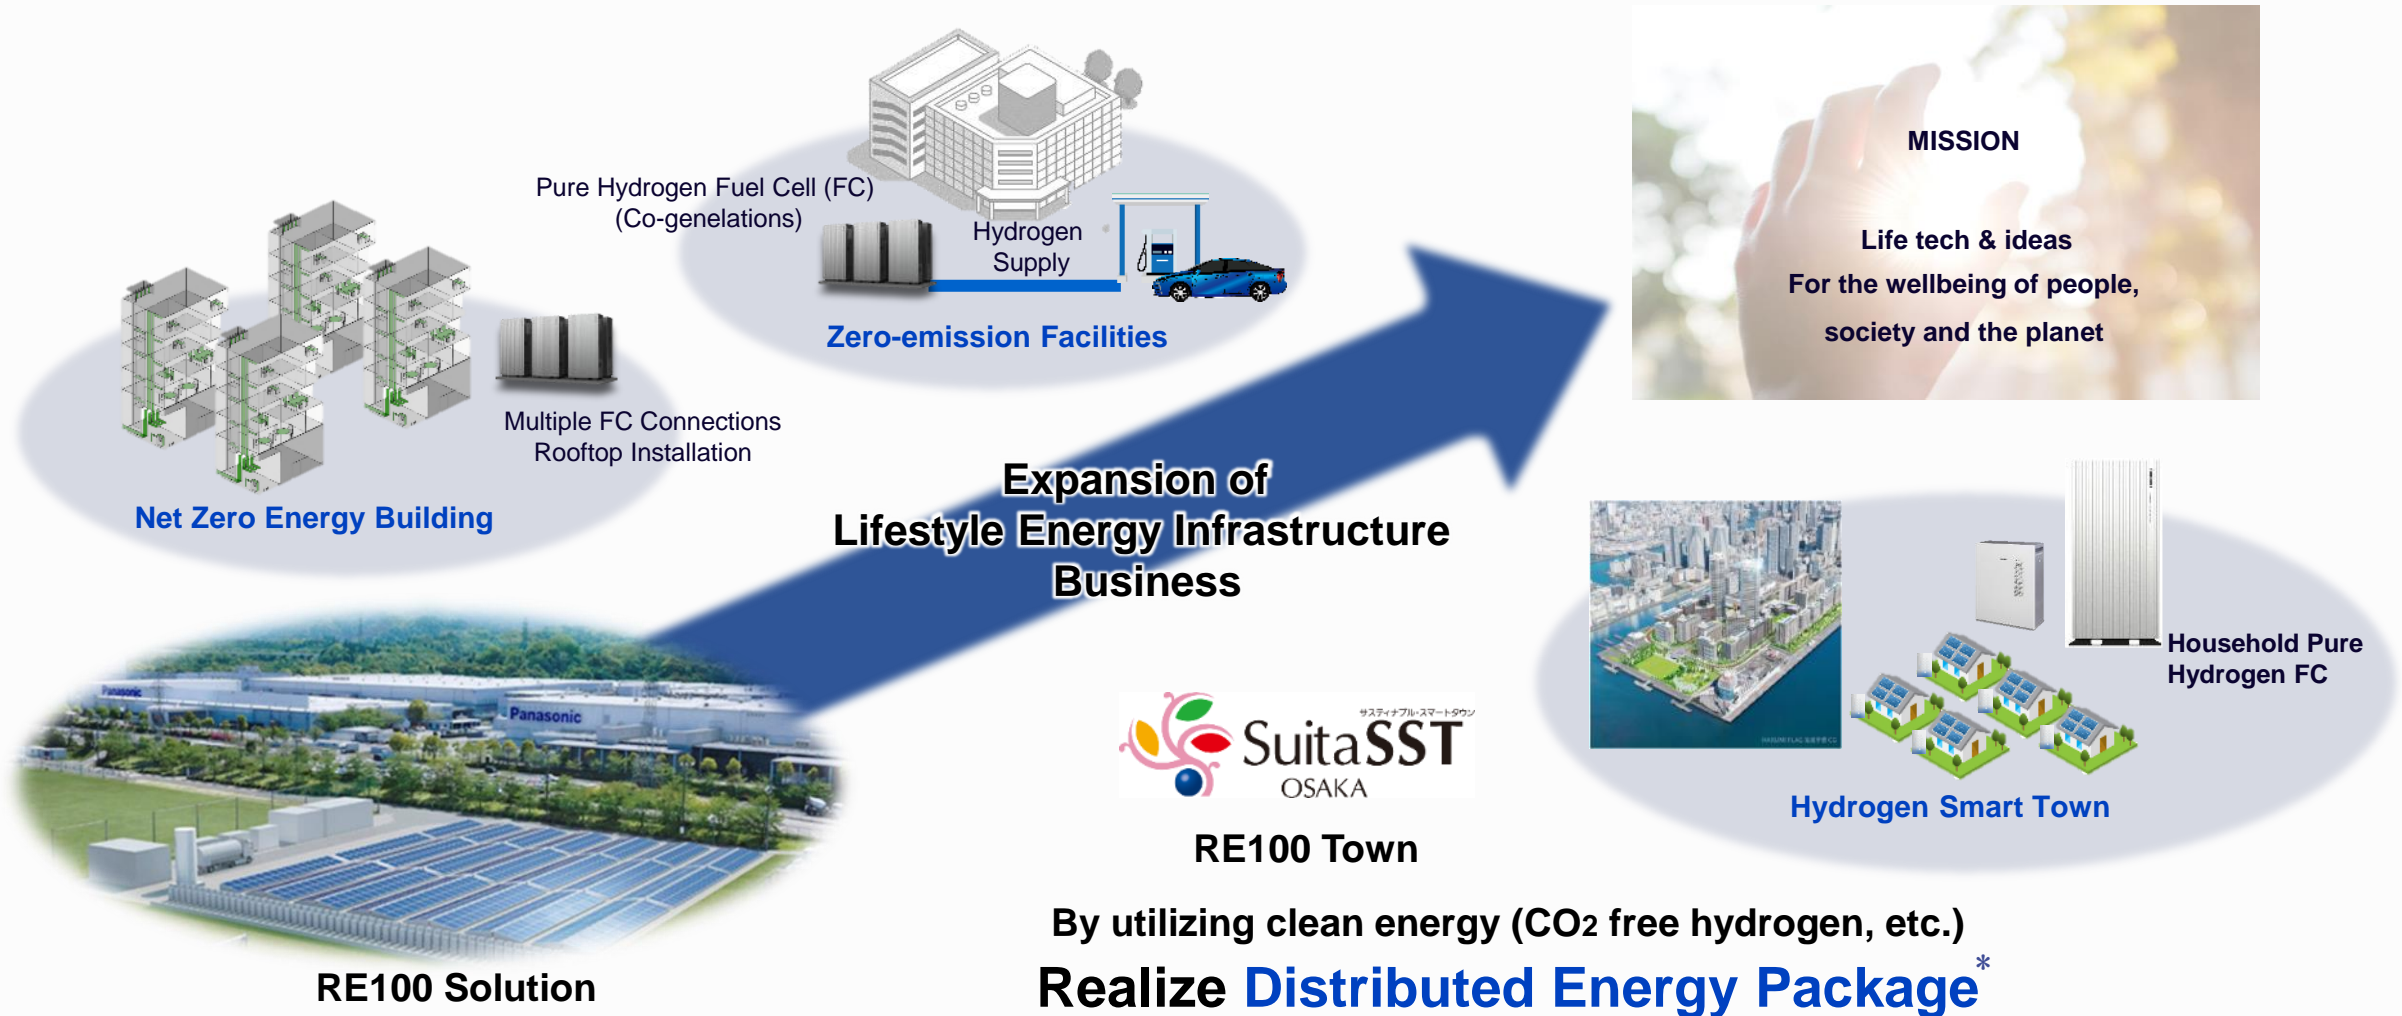 Pure Hydrogen Fuel Cell (FC)
(Co-genelations)
Hydrogen
Supply
Zero-emission Facilities
MISSION
Life tech & ideas
For the wellbeing of people,
society and the planet
Multiple FC Connections
Rooftop Installation
Net Zero Energy Building
Expansion of
Lifestyle Energy Infrastructure
Business
Household Pure
Hydrogen FC
Hydrogen Smart Town
Panasonic
Panasonic
サスティナブル・スマートタウン
SuitaSST
OSAKA
RE100 Town
RE100 Solution
By utilizing clean energy (CO2 free hydrogen, etc.)
Realize Distributed Energy Package*